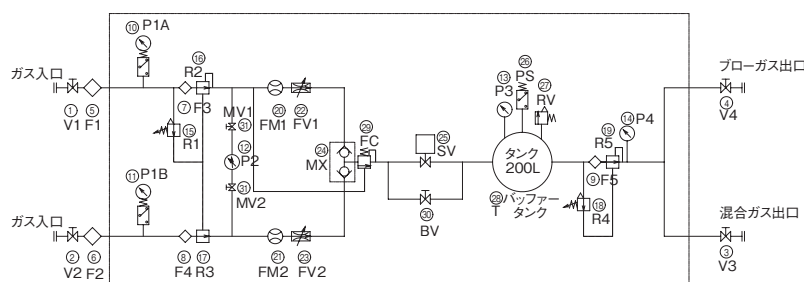 ⑩ P1A
ガス入口
① V1
⑤ F1
⑯ R2
⑦ F3
⑮ R1
⑪ P1B
ガス入口
② V2
⑥ F2
⑧ F4
⑰ R3
MV1
㉛
⑫ P2
㉛
MV2
⑳ FM1
㉒ FV1
㉑ FM2
㉓ FV2
㉔ MX
㉙ FC
㉕ SV
㉚ BV
⑬ P3
㉖ PS
㉗ RV
タンク
200L
㉘ T
バッファー
タンク
⑲ R5
⑨ F5
⑱ R4
⑭ P4
ブローガス出口
④ V4
混合ガス出口
③ V3